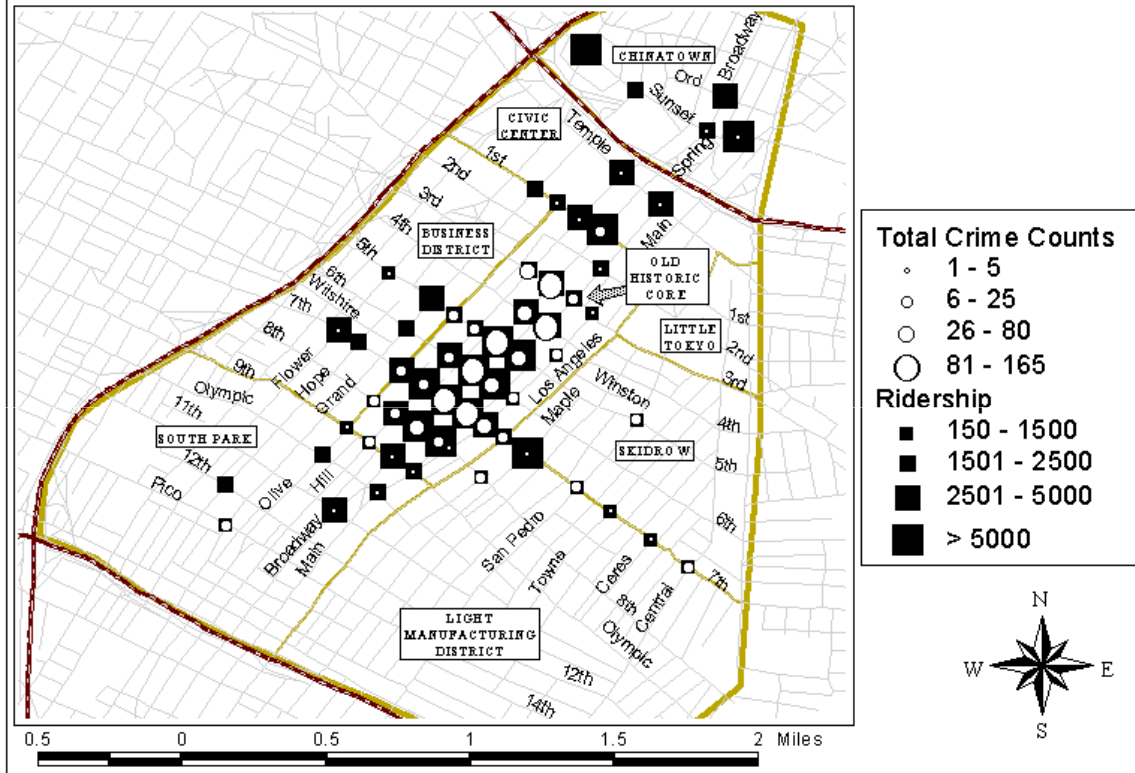 CHINATOWN
Broadway
Ord
Sunset
CIVIC
CENTER
Temple
Spring
1st
2nd
3rd
4th
5th
6th
Wilshire
7th
8th
9th
BUSINESS
DISTRICT
Main
OLD
HISTORIC
CORE
LITTLE
TOKYO
1st
2nd
3rd
4th
5th
6th
7th
Los Angeles
Maple
Winston
SKIDROW
Flower
Hope
Grand
Olympic
11th
SOUTH PARK
12th
Pico
Olive
Hill
Broadway
Main
San Pedro
Towne
Ceres
8th
Central
Olympic
LIGHT
MANUFACTURING
DISTRICT
12th
14th
0.5 0 0.5 1 1.5 2 Miles
Total Crime Counts
1 - 5
6 - 25
26 - 80
81 - 165
Ridership
150 - 1500
1501 - 2500
2501 - 5000
> 5000
N
W E
S